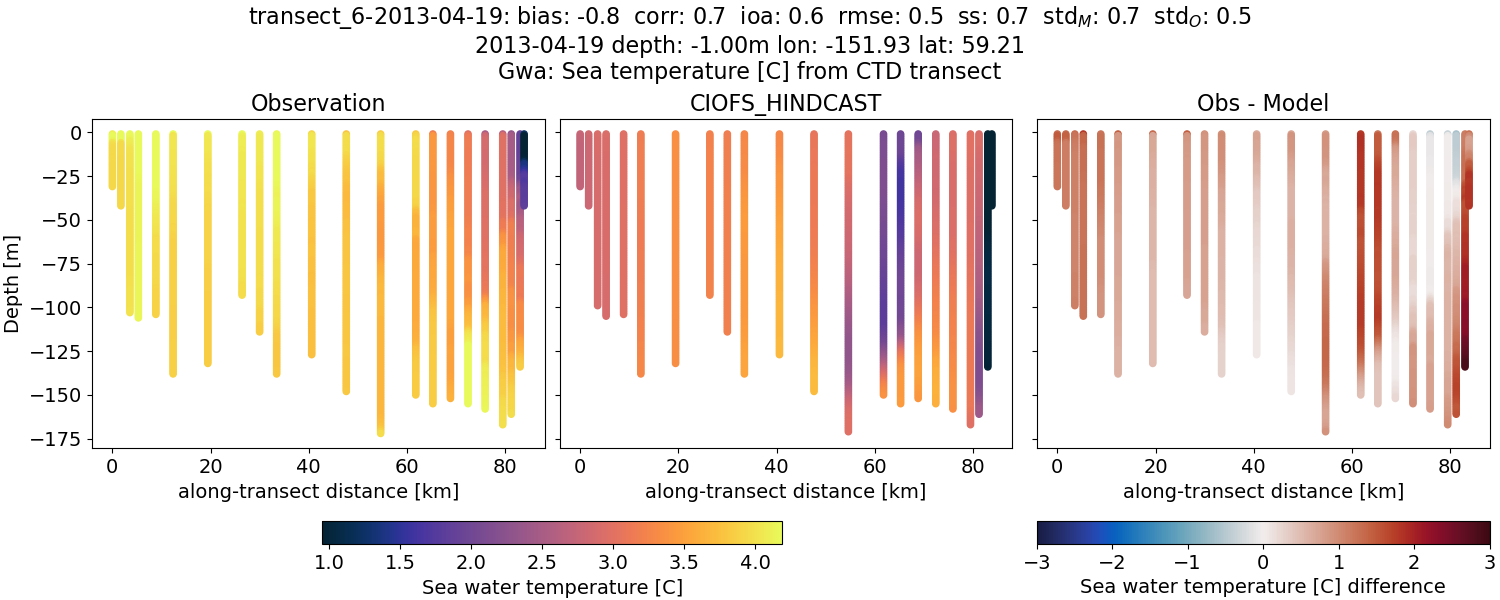 transect_6-2013-04-19: bias: -0.8  corr: 0.7  ioa: 0.6  rmse: 0.5  ss: 0.7  std_M: 0.7  std_O: 0.5
2013-04-19 depth: -1.00m lon: -151.93 lat: 59.21
Gwa: Sea temperature [C] from CTD transect
Observation
CIOFS_HINDCAST
Obs - Model
Depth [m]
0
−25
−50
−75
−100
−125
−150
−175
0 20 40 60 80
0 20 40 60 80
0 20 40 60 80
along-transect distance [km]
along-transect distance [km]
along-transect distance [km]
1.0 1.5 2.0 2.5 3.0 3.5 4.0
Sea water temperature [C]
−3 −2 −1 0 1 2 3
Sea water temperature [C] difference